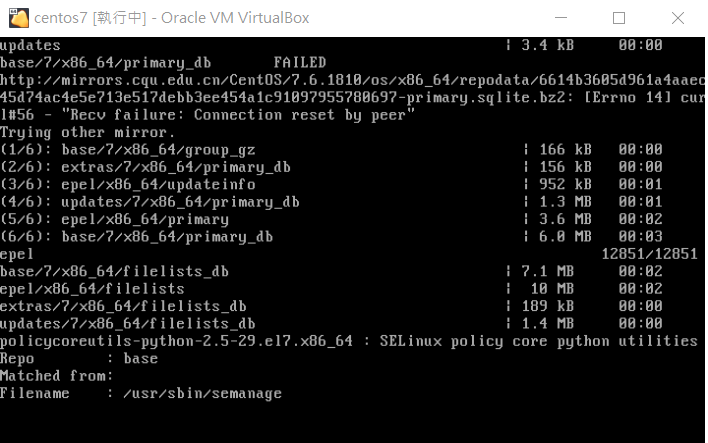 centos7 [執行中] - Oracle VM VirtualBox
updates | 3.4 kB 00:00
base/7/x86_64/primary_db FAILED
http://mirrors.cqu.edu.cn/CentOS/7.6.1810/os/x86_64/repodata/6614b3605d961a4aaec
45d74ac4e5e713e517debb3ee454a1c91097955780697-primary.sqlite.bz2: [Errno 14] cur
l#56 - "Recv failure: Connection reset by peer"
Trying other mirror.
(1/6): base/7/x86_64/group_gz | 166 kB 00:00
(2/6): extras/7/x86_64/primary_db | 156 kB 00:00
(3/6): epel/x86_64/updateinfo | 952 kB 00:01
(4/6): updates/7/x86_64/primary_db | 1.3 MB 00:01
(5/6): epel/x86_64/primary | 3.6 MB 00:02
(6/6): base/7/x86_64/primary_db | 6.0 MB 00:03
epel 12851/12851
base/7/x86_64/filelists_db | 7.1 MB 00:02
epel/x86_64/filelists | 10 MB 00:02
extras/7/x86_64/filelists_db | 189 kB 00:00
updates/7/x86_64/filelists_db | 1.4 MB 00:00
policycoreutils-python-2.5-29.el7.x86_64 : SELinux policy core python utilities
Repo : base
Matched from:
Filename : /usr/sbin/semanage